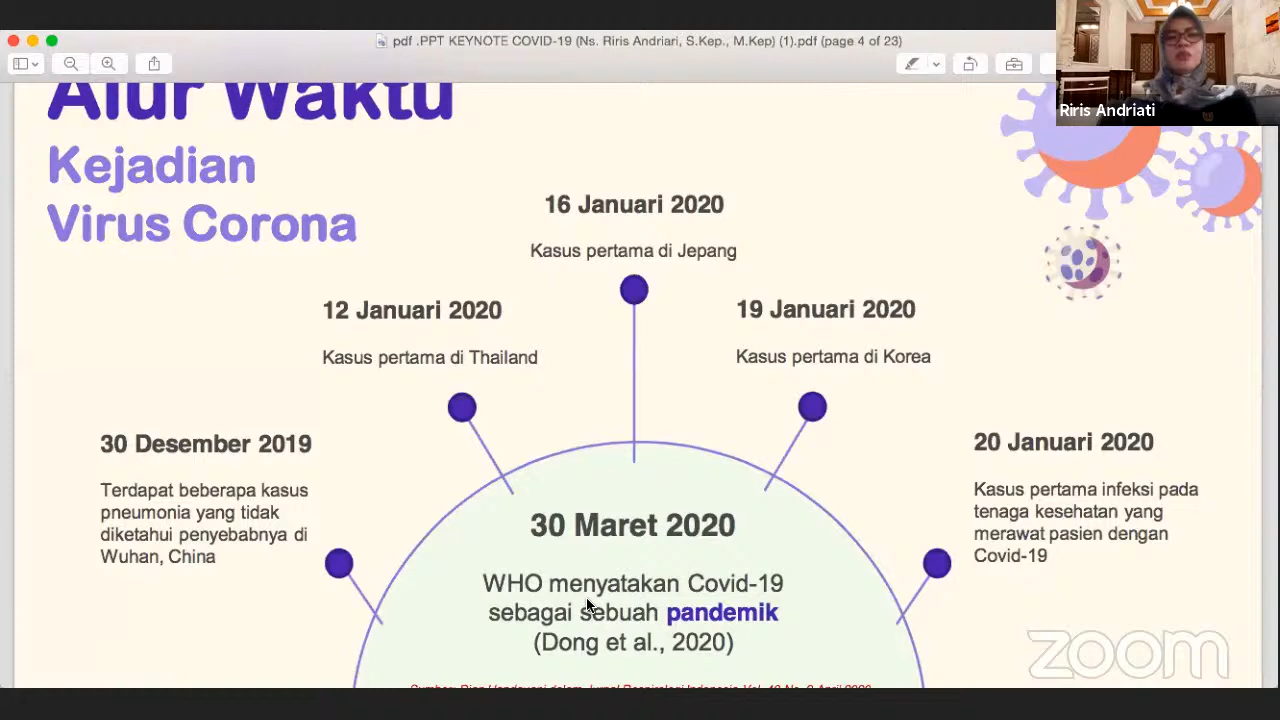 pdf .PPT KEYNOTE COVID-19 (Ns. Riris Andriari, S.Kep., M.Kep) (1).pdf (page 4 of 23)
Riris Andriati
Alur Waktu
Kejadian
Virus Corona
16 Januari 2020
Kasus pertama di Jepang
12 Januari 2020
Kasus pertama di Thailand
19 Januari 2020
Kasus pertama di Korea
30 Desember 2019
Terdapat beberapa kasus
pneumonia yang tidak
diketahui penyebabnya di
Wuhan, China
20 Januari 2020
Kasus pertama infeksi pada
tenaga kesehatan yang
merawat pasien dengan
Covid-19
30 Maret 2020
WHO menyatakan Covid-19
sebagai sebuah pandemik
(Dong et al., 2020)
zoom